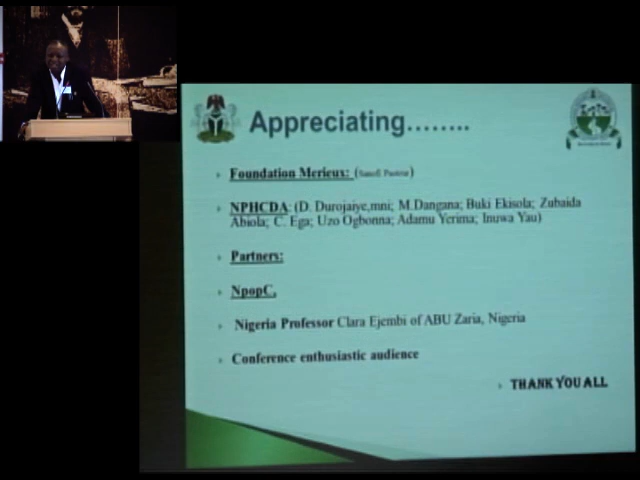 Appreciating……..
Foundation Merieux: (Sanofi Pasteur)
NPHCDA: (D. Durojaiye,mni; M.Dangana; Buki Ekisola; Zubaida
Abiola; C. Ega; Uzo Ogbonna; Adamu Yerima; Inuwa Yau)
Partners:
NpopC,
Nigeria Professor Clara Ejembi of ABU Zaria, Nigeria
Conference enthusiastic audience
THANK YOU ALL